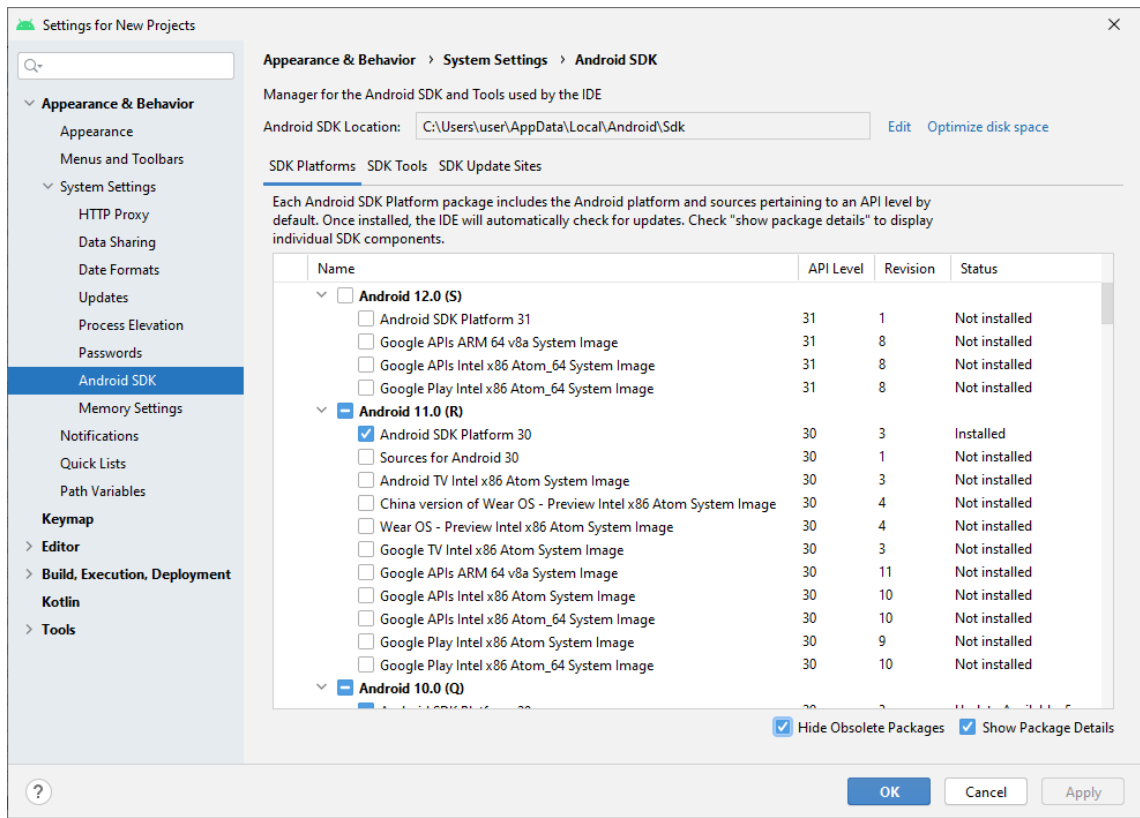 Settings for New Projects
Appearance & Behavior
Appearance
Menus and Toolbars
System Settings
HTTP Proxy
Data Sharing
Date Formats
Updates
Process Elevation
Passwords
Android SDK
Memory Settings
Notifications
Quick Lists
Path Variables
Keymap
Editor
Build, Execution, Deployment
Kotlin
Tools
Appearance & Behavior › System Settings › Android SDK
Manager for the Android SDK and Tools used by the IDE
Android SDK Location: C:\Users\user\AppData\Local\Android\Sdk Edit Optimize disk space
SDK Platforms SDK Tools SDK Update Sites
Each Android SDK Platform package includes the Android platform and sources pertaining to an API level by
default. Once installed, the IDE will automatically check for updates. Check "show package details" to display
individual SDK components.
Name API Level Revision Status
Android 12.0 (S)
Android SDK Platform 31 31 1 Not installed
Google APIs ARM 64 v8a System Image 31 8 Not installed
Google APIs Intel x86 Atom_64 System Image 31 8 Not installed
Google Play Intel x86 Atom_64 System Image 31 8 Not installed
Android 11.0 (R)
Android SDK Platform 30 30 3 Installed
Sources for Android 30 30 1 Not installed
Android TV Intel x86 Atom System Image 30 3 Not installed
China version of Wear OS - Preview Intel x86 Atom System Image 30 4 Not installed
Wear OS - Preview Intel x86 Atom System Image 30 4 Not installed
Google TV Intel x86 Atom System Image 30 3 Not installed
Google APIs ARM 64 v8a System Image 30 11 Not installed
Google APIs Intel x86 Atom System Image 30 10 Not installed
Google APIs Intel x86 Atom_64 System Image 30 10 Not installed
Google Play Intel x86 Atom System Image 30 9 Not installed
Google Play Intel x86 Atom_64 System Image 30 10 Not installed
Android 10.0 (Q)
Hide Obsolete Packages Show Package Details
? OK Cancel Apply